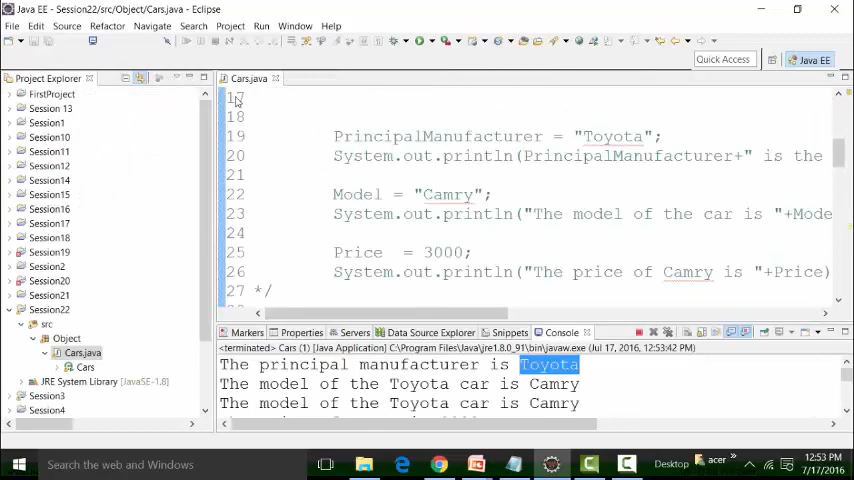 Java EE - Session22/src/Object/Cars.java - Eclipse
File Edit Source Refactor Navigate Search Project Run Window Help
Quick Access
Java EE
Project Explorer
Cars.java
FirstProject
Session 13
Session1
Session10
Session11
Session12
Session14
Session15
Session16
Session17
Session18
Session19
Session2
Session20
Session21
Session22
src
Object
Cars.java
Cars
JRE System Library [JavaSE-1.8]
Session3
Session4
17
18
19 PrincipalManufacturer = "Toyota";
20 System.out.println(PrincipalManufacturer+" is the
21
22 Model = "Camry";
23 System.out.println("The model of the car is "+Mode
24
25 Price = 3000;
26 System.out.println("The price of Camry is "+Price)
27 */
Markers Properties Servers Data Source Explorer Snippets Console
<terminated> Cars (1) [Java Application] C:\Program Files\Java\jre1.8.0_91\bin\javaw.exe (Jul 17, 2016, 12:53:42 PM)
The principal manufacturer is Toyota
The model of the Toyota car is Camry
The model of the Toyota car is Camry
Search the web and Windows
Desktop
acer
12:53 PM
7/17/2016